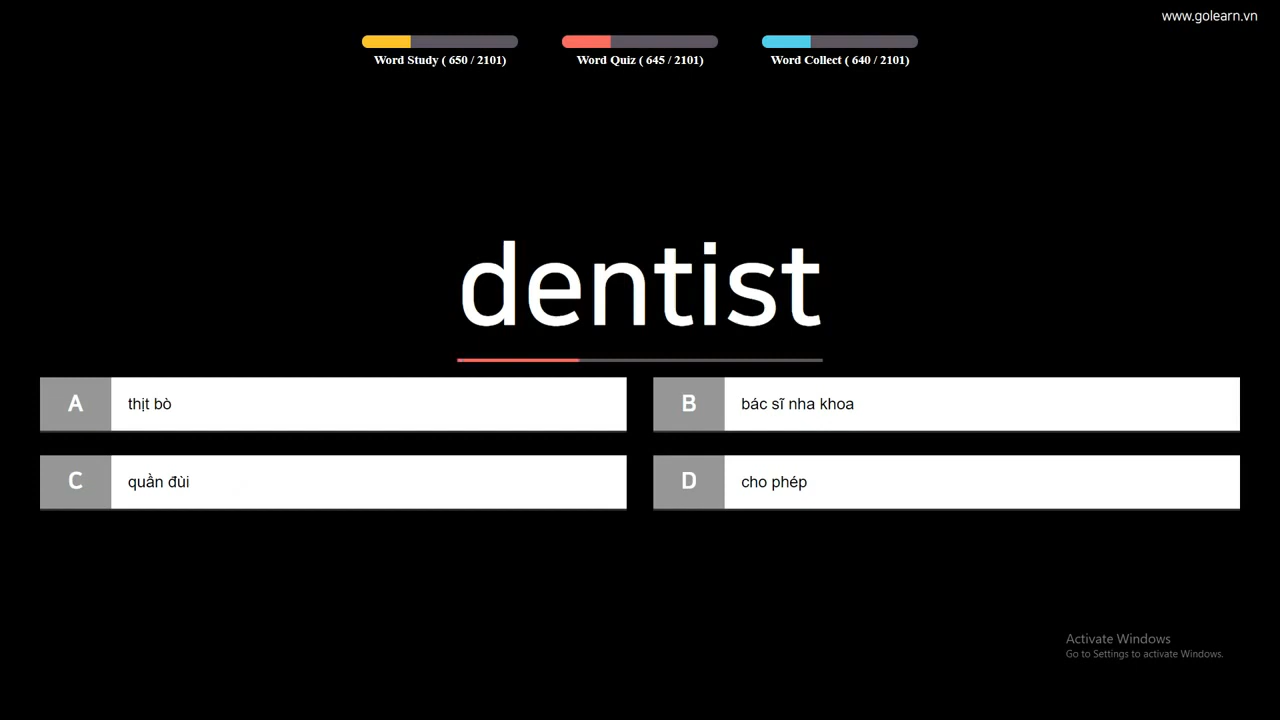 www.golearn.vn
Word Study ( 650 / 2101)
Word Quiz ( 645 / 2101)
Word Collect ( 640 / 2101)
dentist
A thịt bò
B bác sĩ nha khoa
C quần đùi
D cho phép
Activate Windows
Go to Settings to activate Windows.